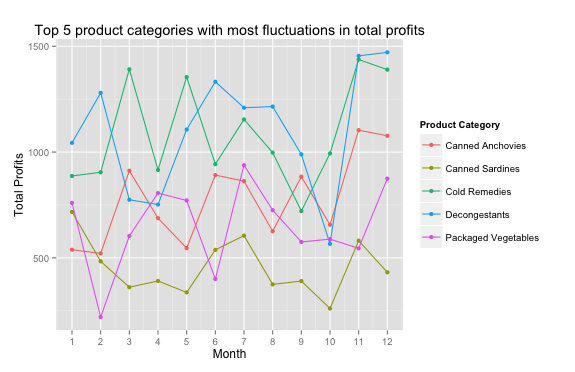 Top 5 product categories with most fluctuations in total profits
1500
1000
500
Total Profits
1 2 3 4 5 6 7 8 9 10 11 12
Month
Product Category
Canned Anchovies
Canned Sardines
Cold Remedies
Decongestants
Packaged Vegetables